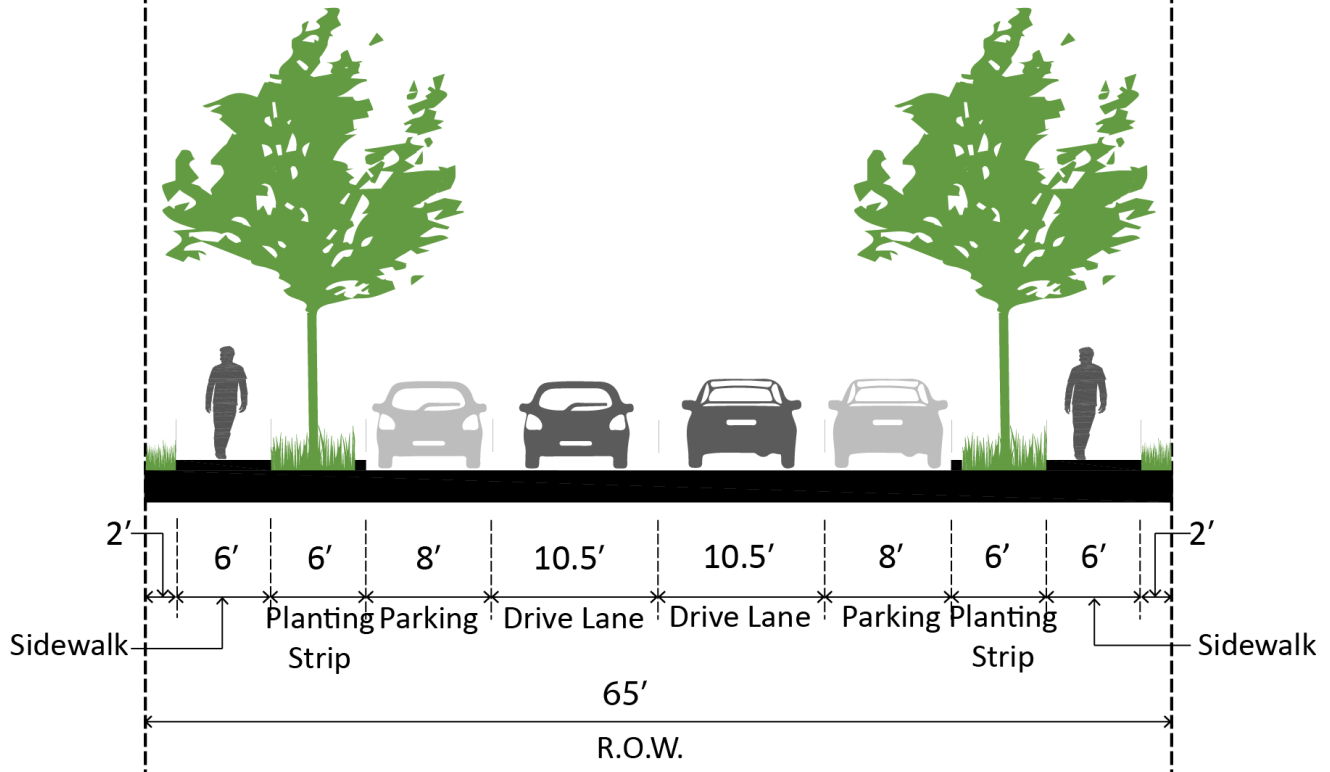 2′ 6′ 6′ 8′ 10.5′ 10.5′ 8′ 6′ 6′ 2′
Planting Parking Drive Lane Drive Lane Parking Planting
Sidewalk Strip Strip Sidewalk
65′
R.O.W.